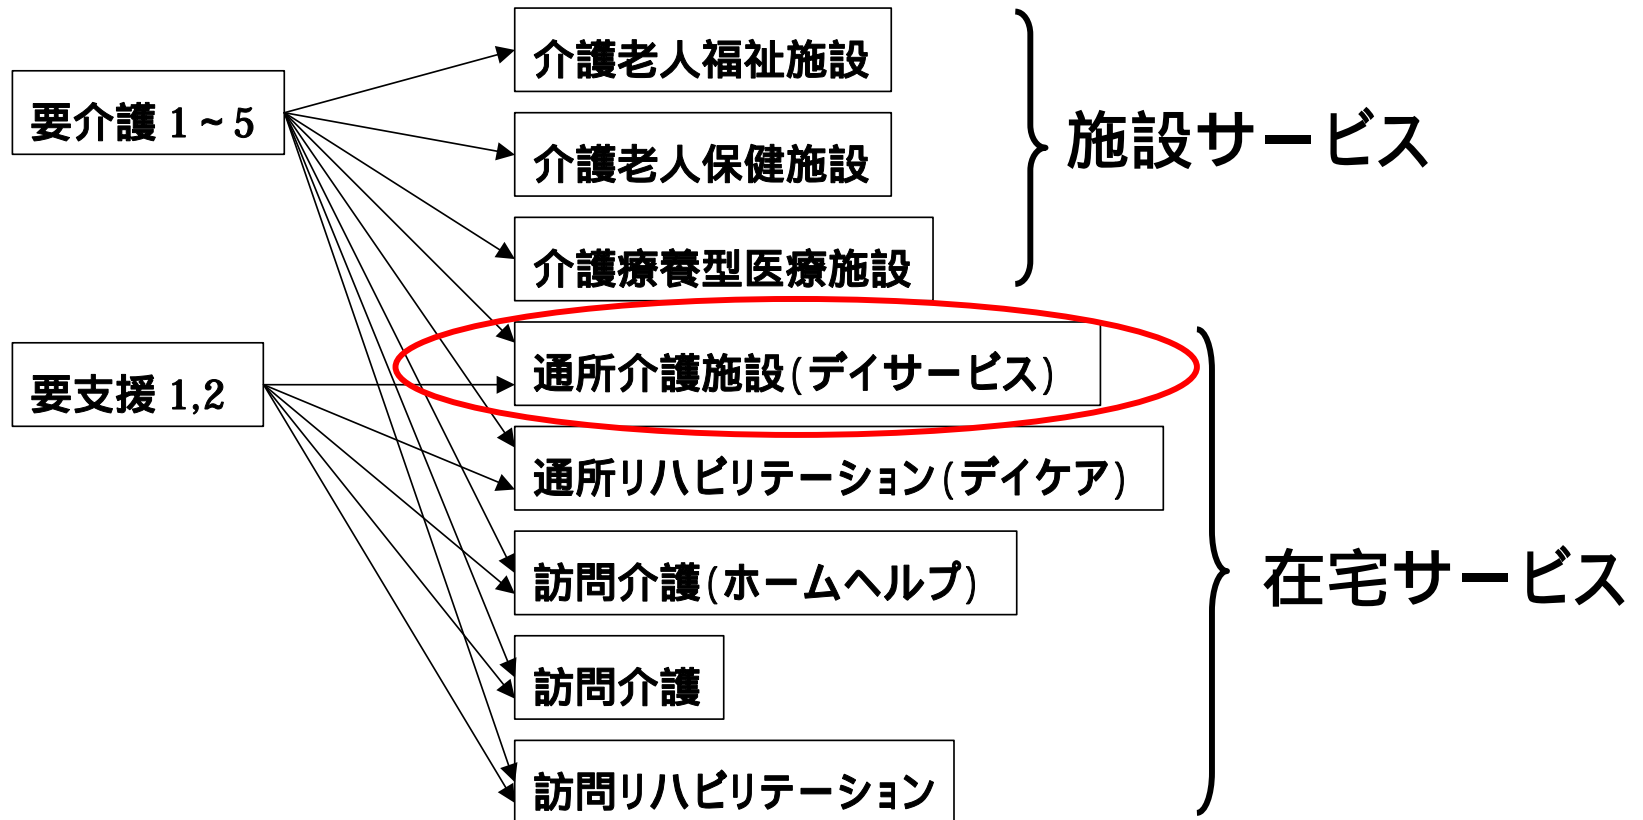 要介護 1～5
要支援 1,2
介護老人福祉施設
介護老人保健施設
介護療養型医療施設
通所介護施設(デイサービス)
通所リハビリテーション(デイケア)
訪問介護(ホームヘルプ)
訪問介護
訪問リハビリテーション
施設サービス
在宅サービス